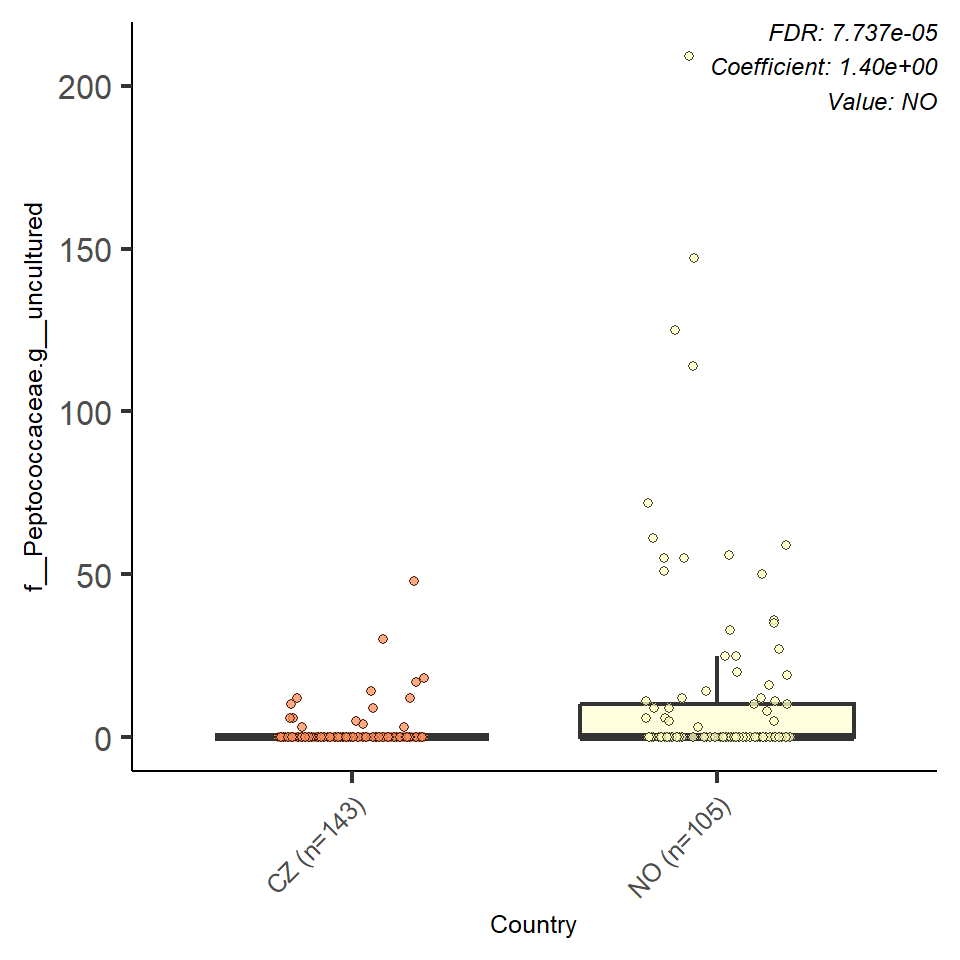 FDR: 7.737e-05
Coefficient: 1.40e+00
Value: NO
200
150
100
50
0
f__Peptococcaceae.g__uncultured
CZ (n=143)
NO (n=105)
Country